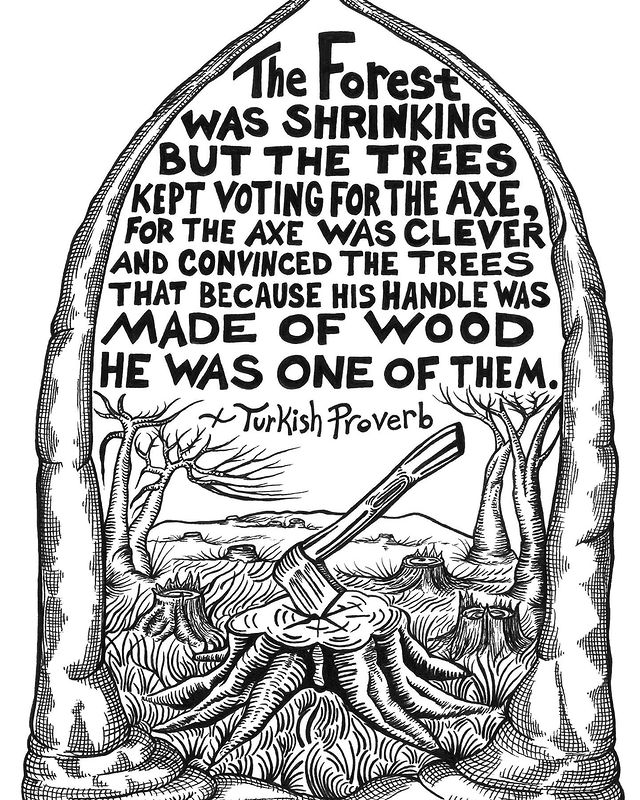 The Forest
WAS SHRINKING
BUT THE TREES
KEPT VOTING FOR THE AXE,
FOR THE AXE WAS CLEVER
AND CONVINCED THE TREES
THAT BECAUSE HIS HANDLE WAS
MADE OF WOOD
HE WAS ONE OF THEM.
~ Turkish Proverb